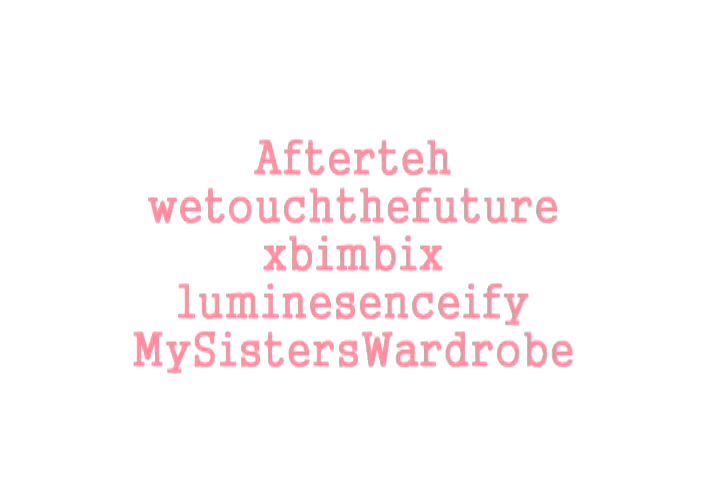 Afterteh
wetouchthefuture
xbimbix
luminesenceify
MySistersWardrobe